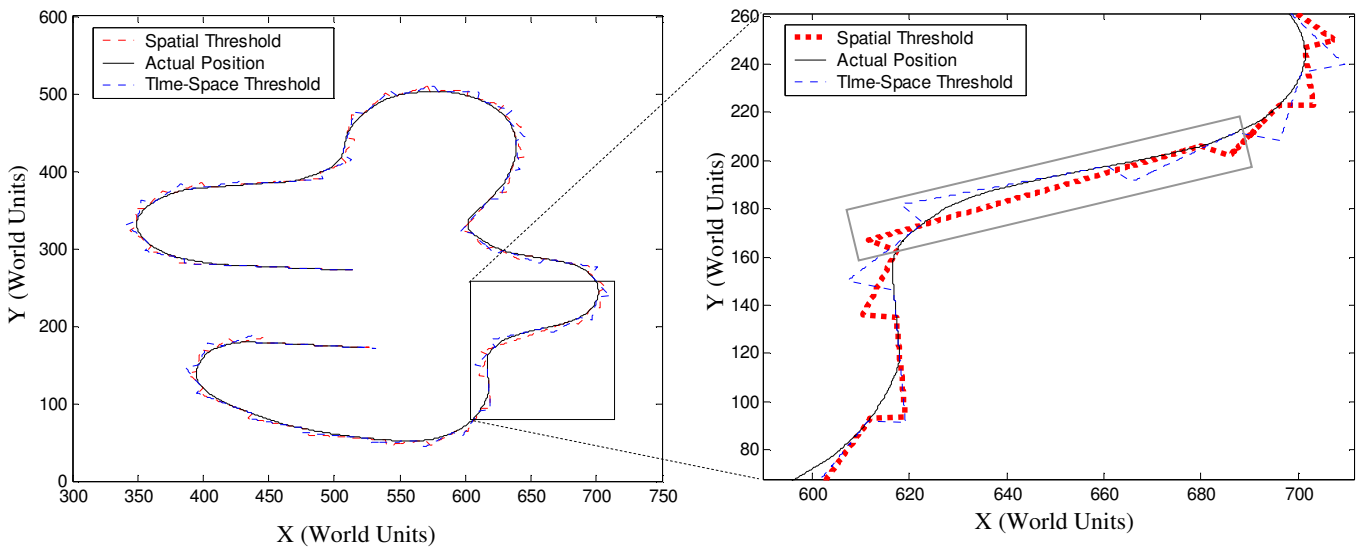 Spatial Threshold
Actual Position
TIme-Space Threshold
600
500
400
300
200
100
0
Y (World Units)
300 350 400 450 500 550 600 650 700 750
X (World Units)
Spatial Threshold
Actual Position
TIme-Space Threshold
260
240
220
200
180
160
140
120
100
80
Y (World Units)
600 620 640 660 680 700
X (World Units)